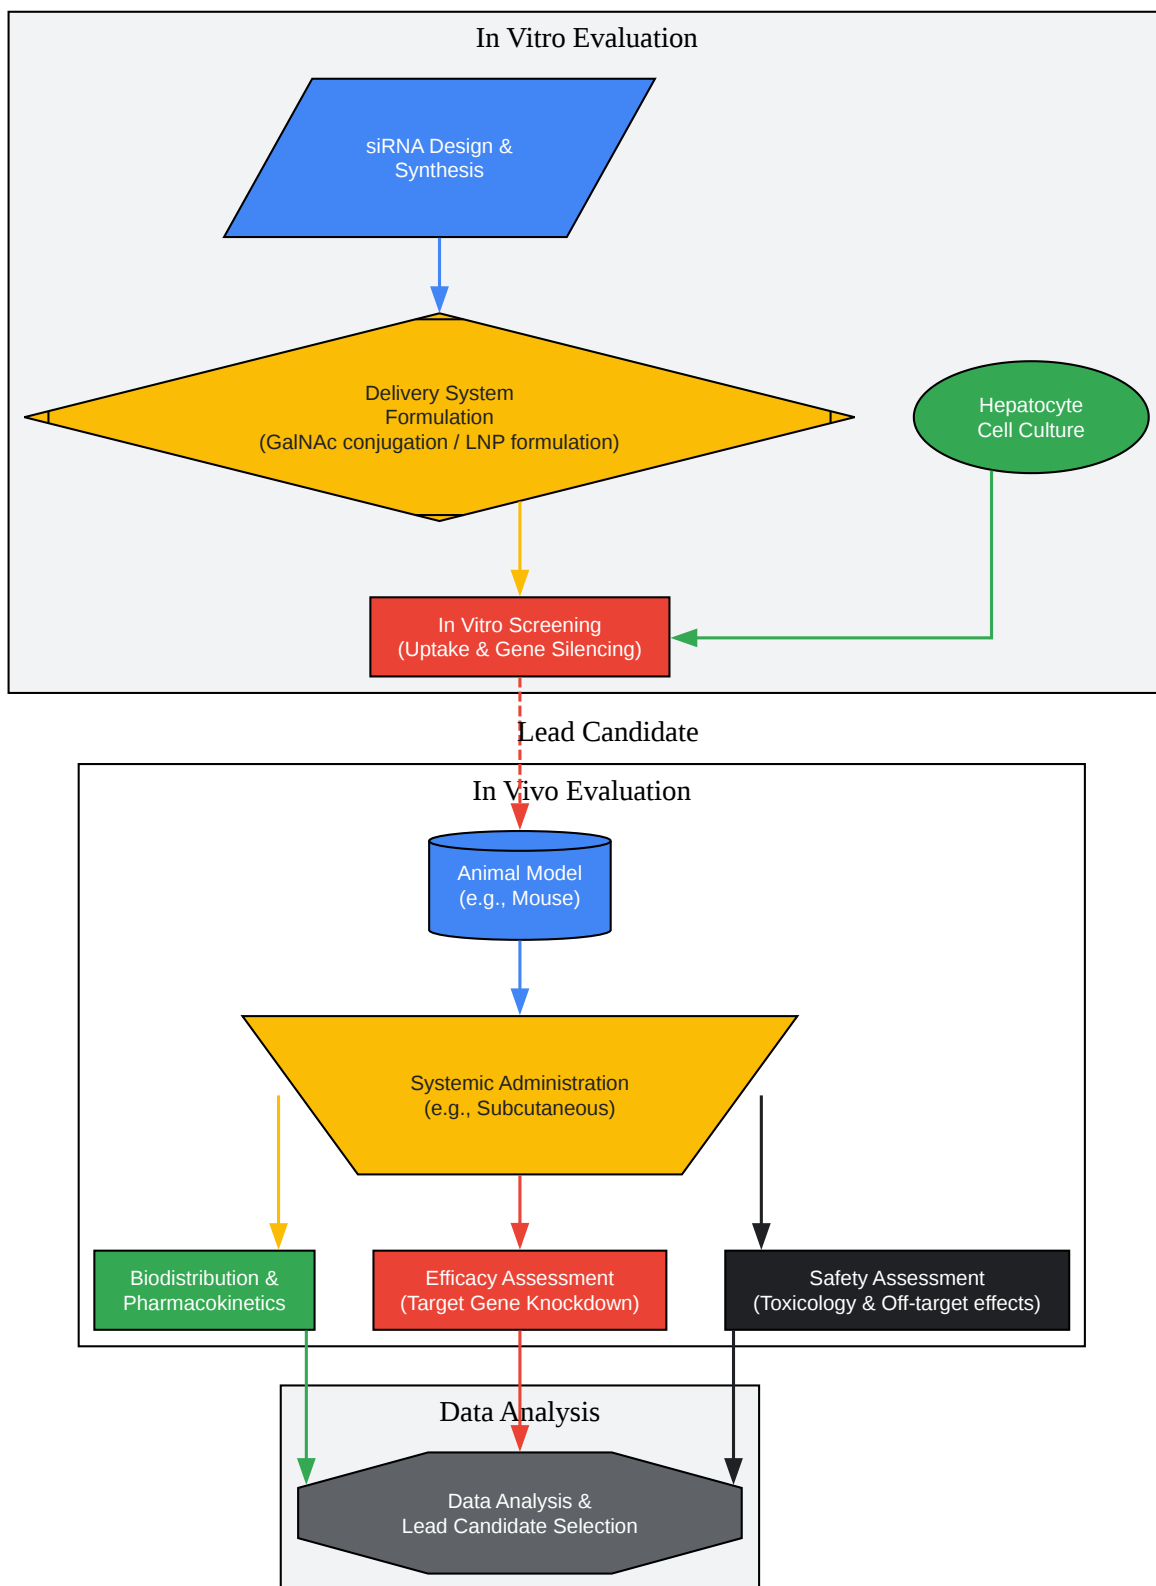 In Vitro Evaluation
siRNA Design &
Synthesis
Delivery System
Formulation
(GalNAc conjugation / LNP formulation)
Hepatocyte
Cell Culture
In Vitro Screening
(Uptake & Gene Silencing)
Lead Candidate
In Vivo Evaluation
Animal Model
(e.g., Mouse)
Systemic Administration
(e.g., Subcutaneous)
Biodistribution &
Pharmacokinetics
Efficacy Assessment
(Target Gene Knockdown)
Safety Assessment
(Toxicology & Off-target effects)
Data Analysis
Data Analysis &
Lead Candidate Selection